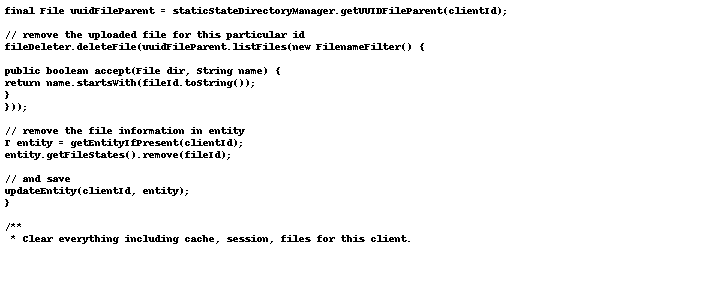 final File uuidFileParent = staticStateDirectoryManager.getUUIDFileParent(clientId);
// remove the uploaded file for this particular id
fileDeleter.deleteFile(uuidFileParent.listFiles(new FilenameFilter() {
public boolean accept(File dir, String name) {
return name.startsWith(fileId.toString());
}
}));
// remove the file information in entity
T entity = getEntityIfPresent(clientId);
entity.getFileStates().remove(fileId);
// and save
updateEntity(clientId, entity);
}
/**
* Clear everything including cache, session, files for this client.